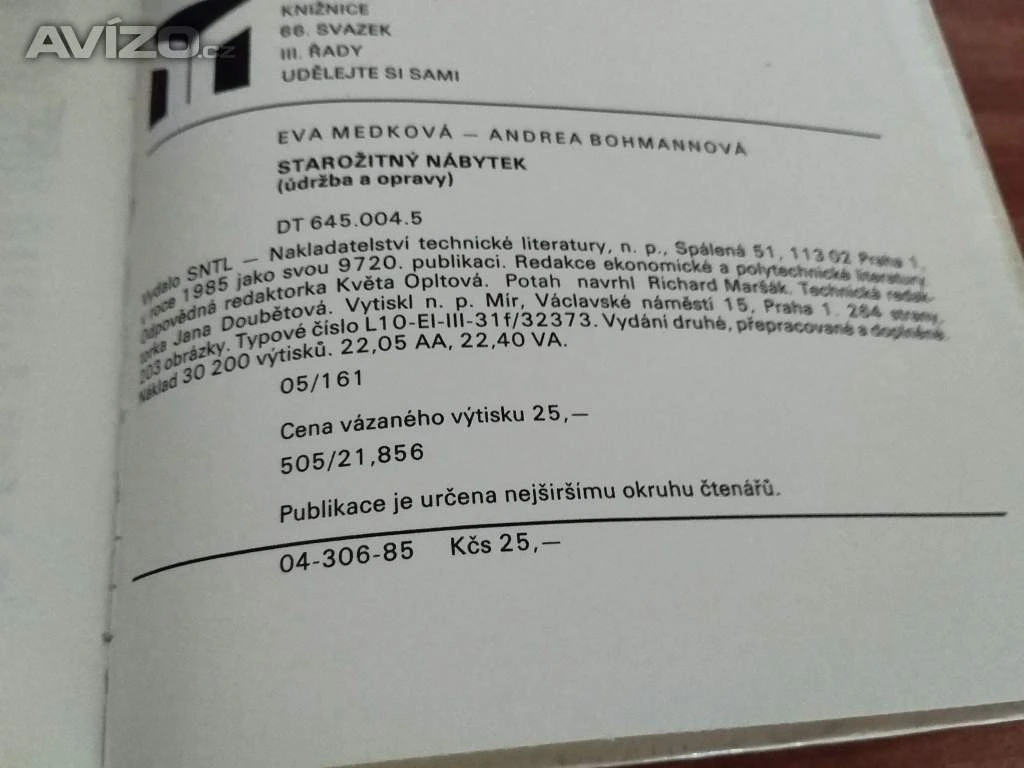 AVÍZO.cz
KNIŽNICE
66. SVAZEK
III. ŘADY
UDĚLEJTE SI SAMI
EVA MEDKOVÁ — ANDREA BOHMANNOVÁ
STAROŽITNÝ NÁBYTEK
(údržba a opravy)
DT 645.004.5
Vydalo SNTL — Nakladatelství technické literatury, n. p., Spálená 51, 113 02 Praha 1,
v roce 1985 jako svou 9720. publikaci. Redakce ekonomické a polytechnické literatury.
Odpovědná redaktorka Květa Opltová. Potah navrhl Richard Maršák. Technická redak-
torka Jana Doubětová. Vytiskl n. p. Mír, Václavské náměstí 15, Praha 1. 284 strany,
203 obrázky. Typové číslo L10-EI-III-31f/32373. Vydání druhé, přepracované a doplněné.
Náklad 30 200 výtisků. 22,05 AA, 22,40 VA.
05/161
Cena vázaného výtisku 25,—
505/21,856
Publikace je určena nejširšímu okruhu čtenářů.
04-306-85 Kčs 25,—